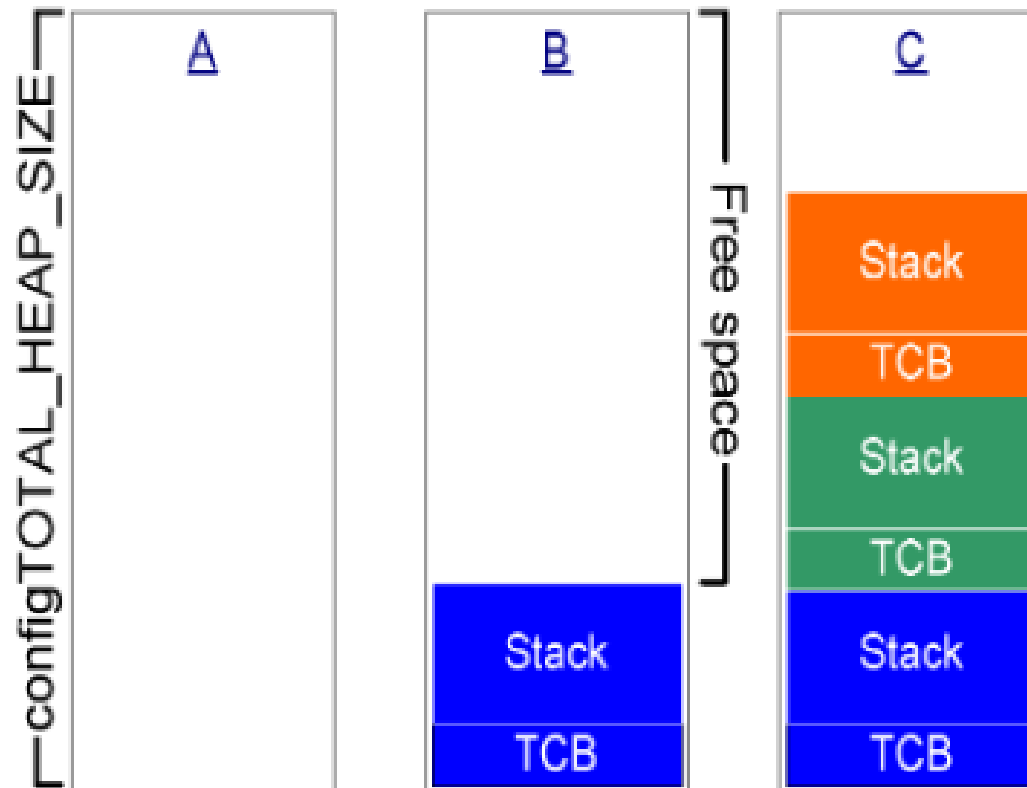 configTOTAL_HEAP_SIZE
A
B
Free space
C
Stack
TCB
Stack
TCB
Stack
TCB
Stack
TCB